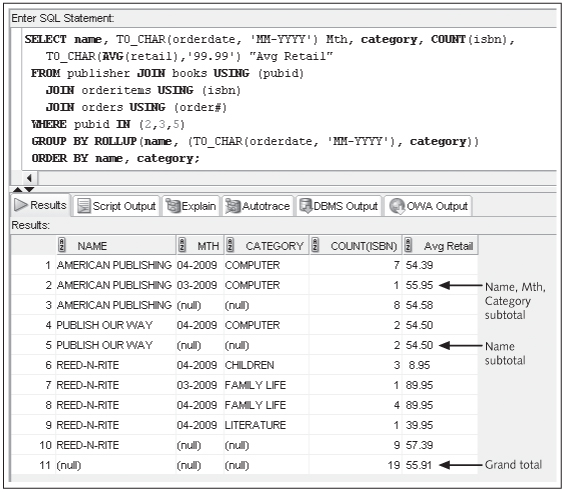 Enter SQL Statement:
SELECT name, TO_CHAR(orderdate, 'MM-YYYY') Mth, category, COUNT(isbn),
TO_CHAR(AVG(retail),'99.99') "Avg Retail"
FROM publisher JOIN books USING (pubid)
JOIN orderitems USING (isbn)
JOIN orders USING (order#)
WHERE pubid IN (2,3,5)
GROUP BY ROLLUP(name, (TO_CHAR(orderdate, 'MM-YYYY'), category))
ORDER BY name, category;
Results Script Output Explain Autotrace DBMS Output OWA Output
Results:
NAME MTH CATEGORY COUNT(ISBN) Avg Retail
1 AMERICAN PUBLISHING 04-2009 COMPUTER 7 54.39
2 AMERICAN PUBLISHING 03-2009 COMPUTER 1 55.95
3 AMERICAN PUBLISHING (null) (null) 8 54.58
4 PUBLISH OUR WAY 04-2009 COMPUTER 2 54.50
5 PUBLISH OUR WAY (null) (null) 2 54.50
6 REED-N-RITE 04-2009 CHILDREN 3 8.95
7 REED-N-RITE 03-2009 FAMILY LIFE 1 89.95
8 REED-N-RITE 04-2009 FAMILY LIFE 4 89.95
9 REED-N-RITE 04-2009 LITERATURE 1 39.95
10 REED-N-RITE (null) (null) 9 57.39
11 (null) (null) (null) 19 55.91
Name, Mth,
Category
subtotal
Name
subtotal
Grand total